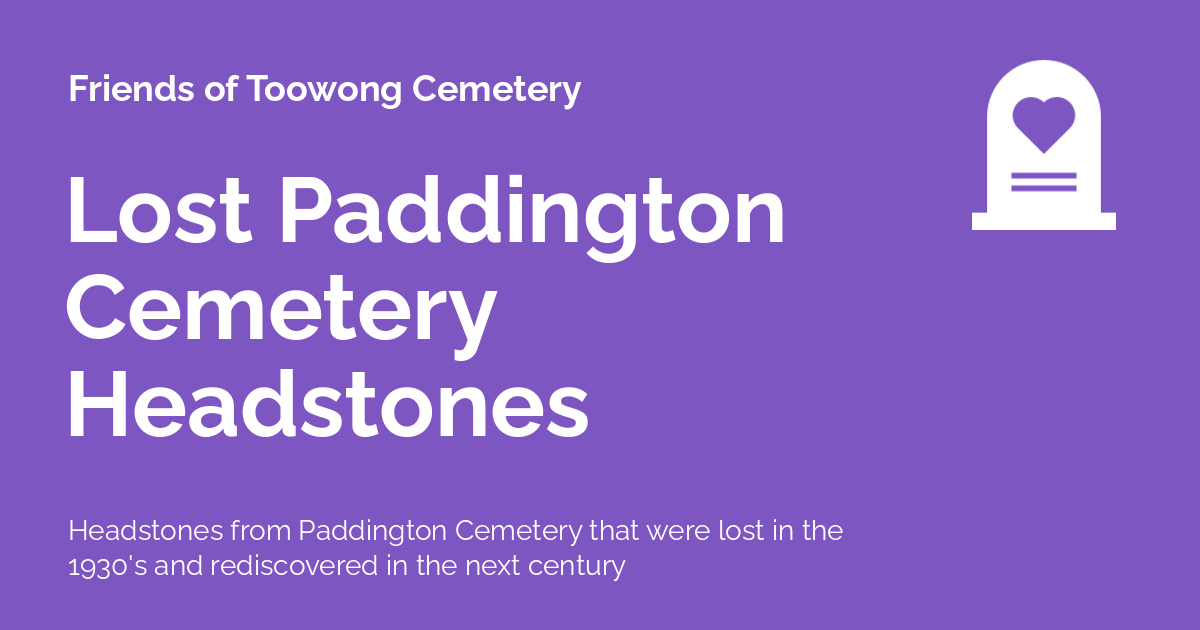 Friends of Toowong Cemetery
Lost Paddington
Cemetery
Headstones
Headstones from Paddington Cemetery that were lost in the
1930's and rediscovered in the next century